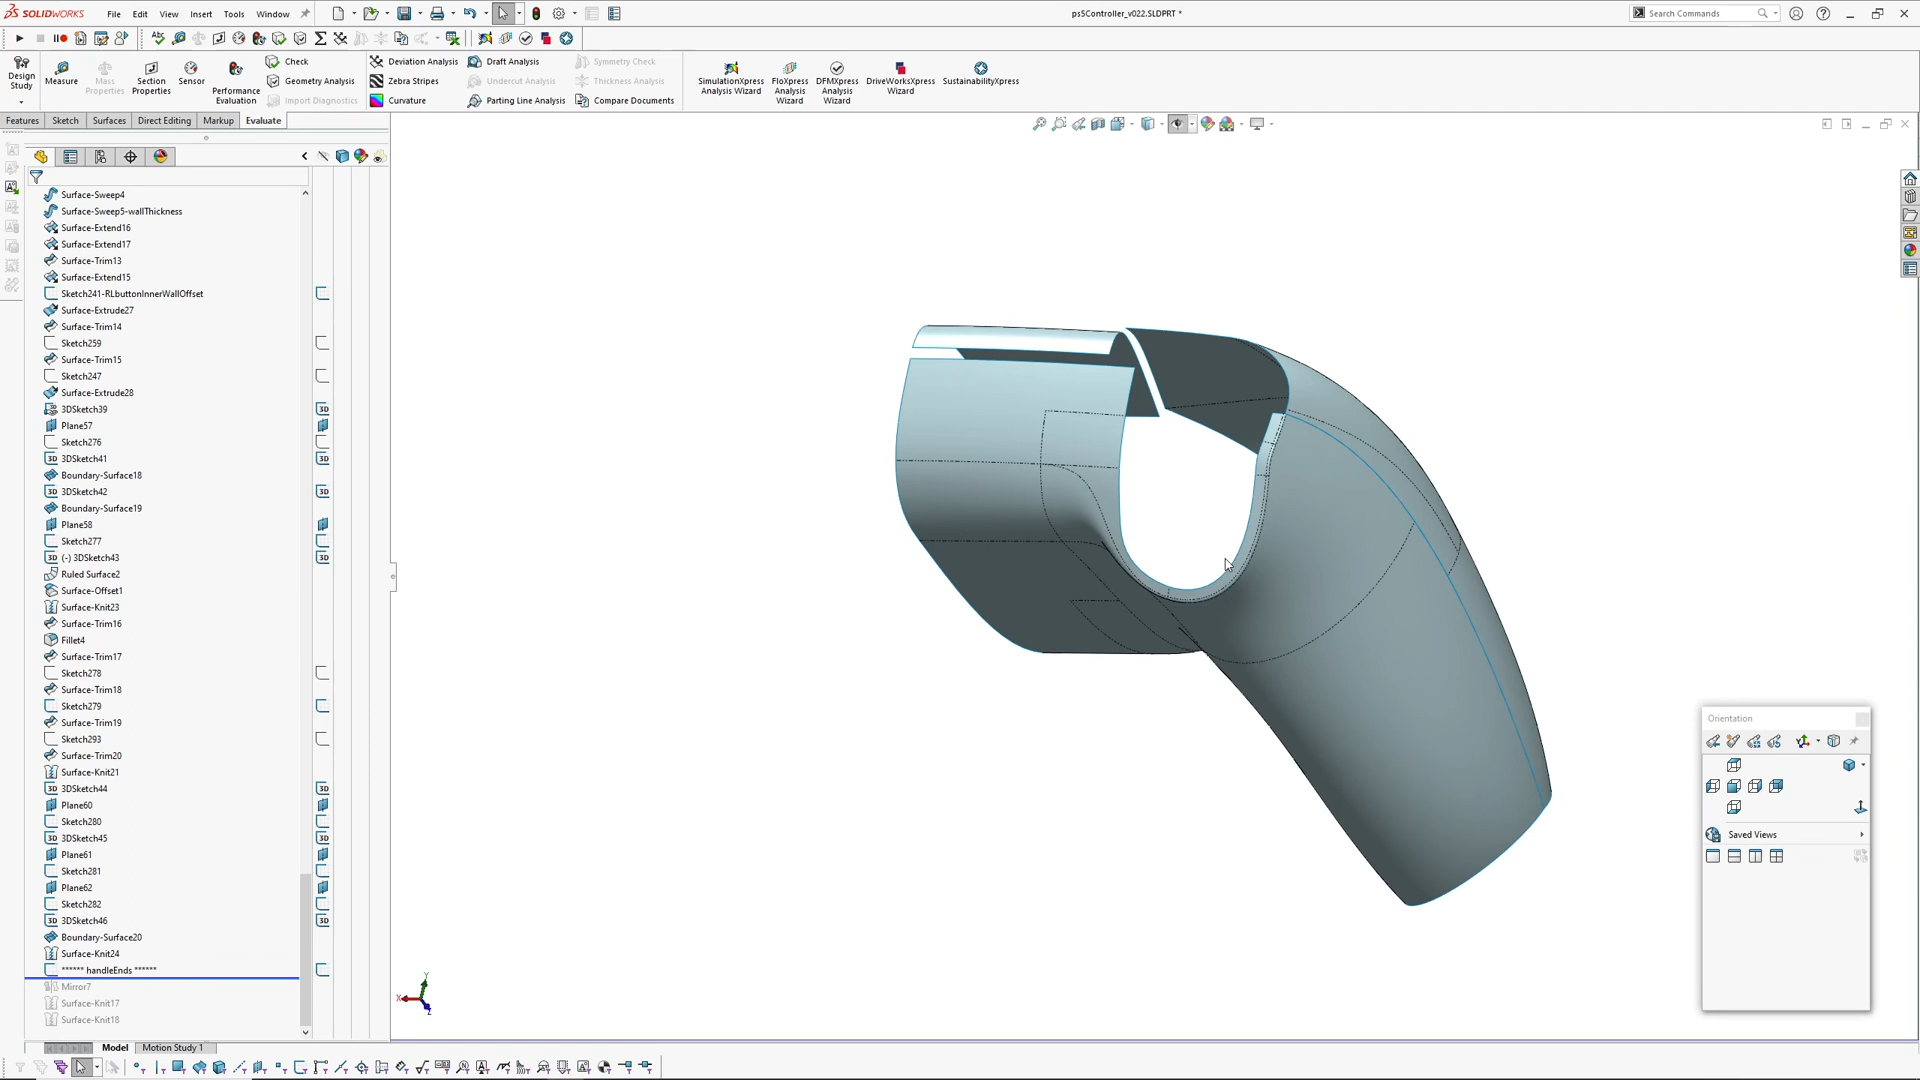 SOLIDWORKS File Edit View Insert Tools Window ps5Controller_v022.SLDPRT * Search Commands
Design Study
Measure
Mass Properties
Section Properties
Sensor
Performance Evaluation
Check
Geometry Analysis
Import Diagnostics
Deviation Analysis
Zebra Stripes
Curvature
Draft Analysis
Undercut Analysis
Parting Line Analysis
Symmetry Check
Thickness Analysis
Compare Documents
SimulationXpress Analysis Wizard
FloXpress Analysis Wizard
DFMXpress Analysis Wizard
DriveWorksXpress Wizard
SustainabilityXpress
Features Sketch Surfaces Direct Editing Markup Evaluate
Surface-Sweep4
Surface-Sweep5-wallThickness
Surface-Extend16
Surface-Extend17
Surface-Trim13
Surface-Extend15
Sketch241-RLbuttonInnerWallOffset
Surface-Extrude27
Surface-Trim14
Sketch259
Surface-Trim15
Sketch247
Surface-Extrude28
3DSketch39
Plane57
Sketch276
3DSketch41
Boundary-Surface18
3DSketch42
Boundary-Surface19
Plane58
Sketch277
(-) 3DSketch43
Ruled Surface2
Surface-Offset1
Surface-Knit23
Surface-Trim16
Fillet4
Surface-Trim17
Sketch278
Surface-Trim18
Sketch279
Surface-Trim19
Sketch293
Surface-Trim20
Surface-Knit21
3DSketch44
Plane60
Sketch280
3DSketch45
Plane61
Sketch281
Plane62
Sketch282
3DSketch46
Boundary-Surface20
Surface-Knit24
****** handleEnds ******
Mirror7
Surface-Knit17
Surface-Knit18
Orientation
Saved Views
Y
X
Z
Model Motion Study 1